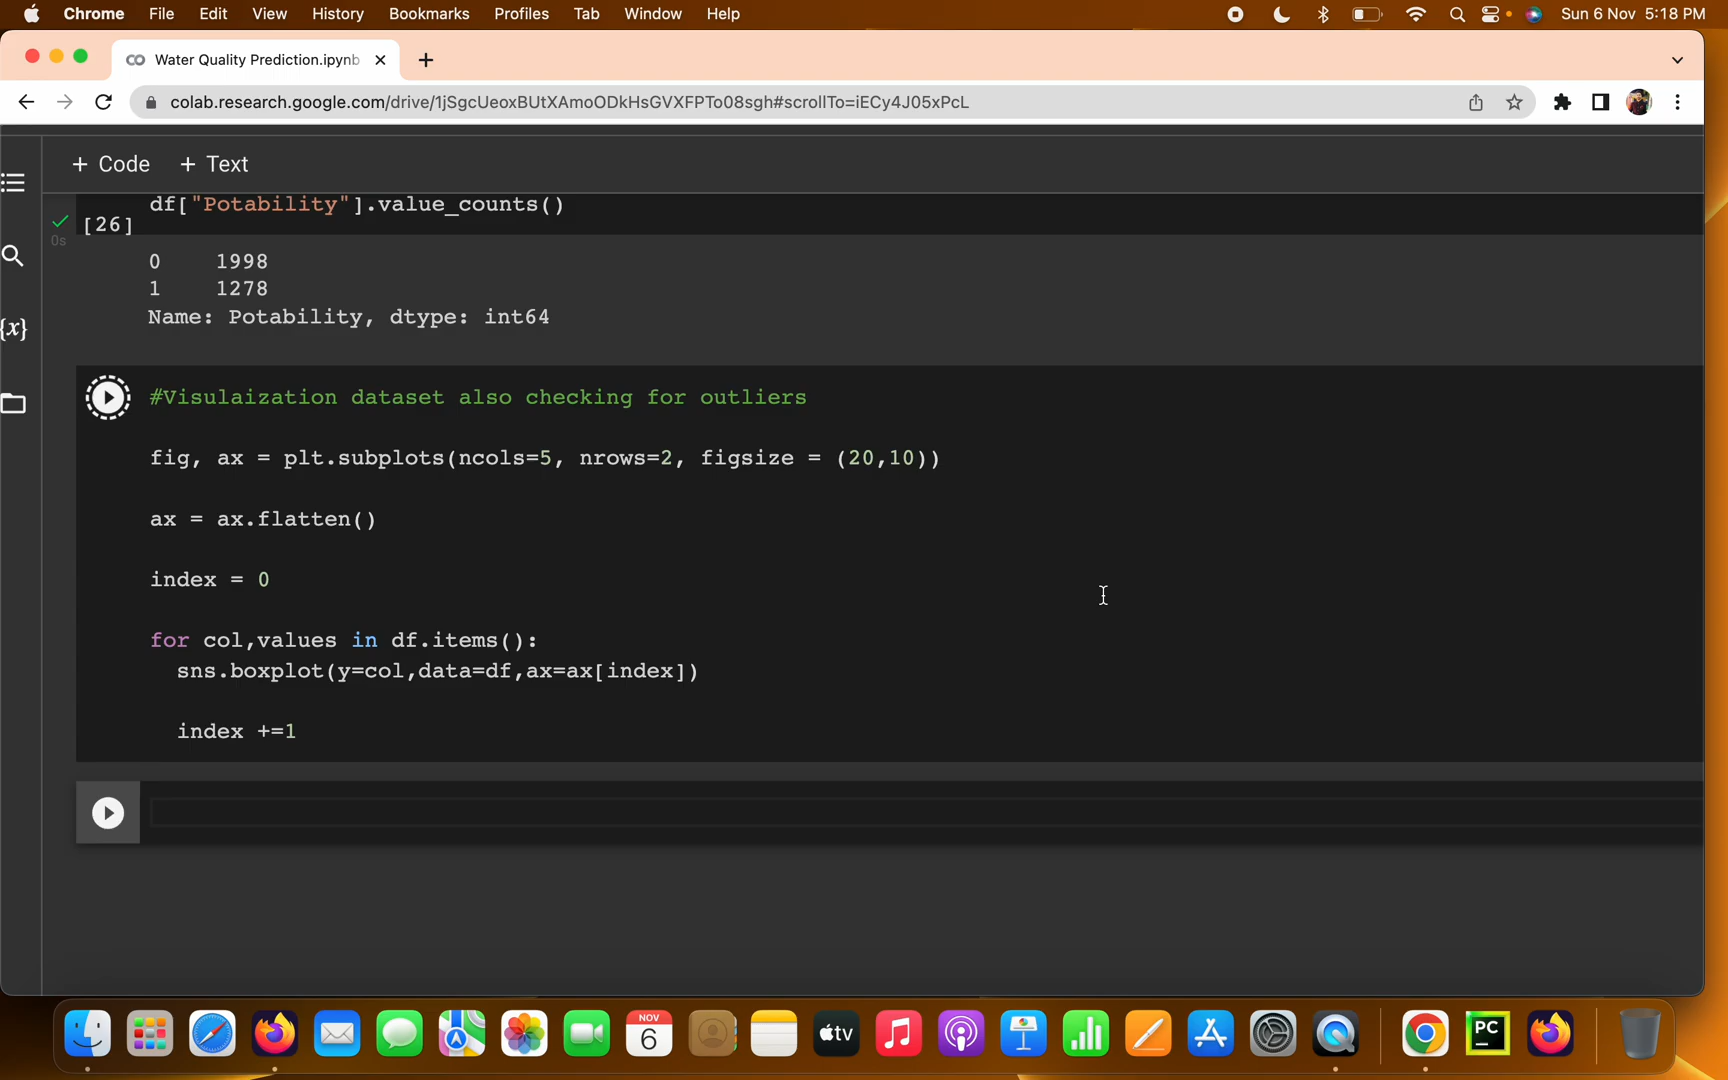 Chrome File Edit View History Bookmarks Profiles Tab Window Help Sun 6 Nov 5:18 PM
Water Quality Prediction.ipynb
colab.research.google.com/drive/1jSgcUeoxBUtXAmoODkHsGVXFPTo08sgh#scrollTo=iECy4J05xPcL
+ Code + Text
df["Potability"].value_counts()
[26]
0s
0 1998
1 1278
Name: Potability, dtype: int64
{x}
#Visulaization dataset also checking for outliers
fig, ax = plt.subplots(ncols=5, nrows=2, figsize = (20,10))
ax = ax.flatten()
index = 0
for col,values in df.items():
sns.boxplot(y=col,data=df,ax=ax[index])
index +=1
NOV
6
tv
PC